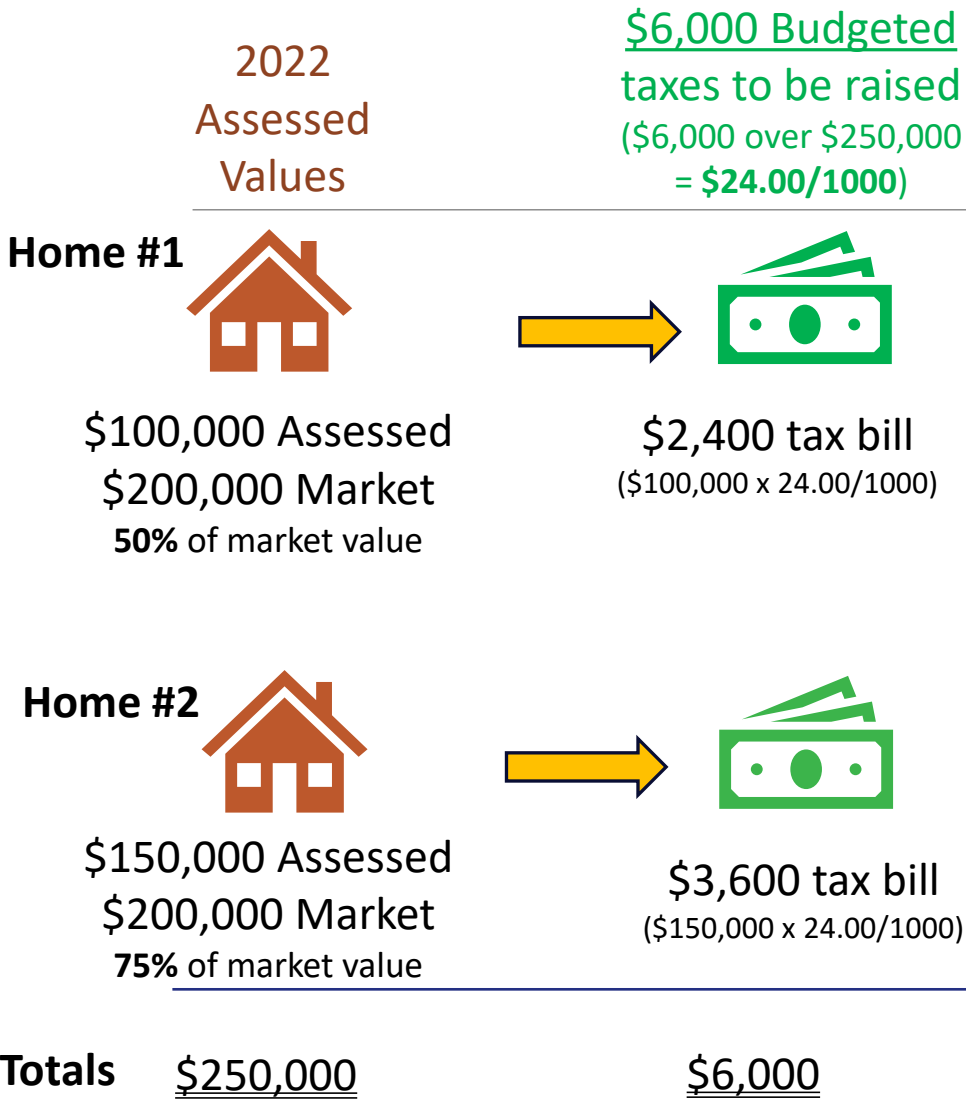 2022
Assessed
Values
$6,000 Budgeted
taxes to be raised
($6,000 over $250,000
= $24.00/1000)
Home #1
$100,000 Assessed
$200,000 Market
50% of market value
$2,400 tax bill
($100,000 x 24.00/1000)
Home #2
$150,000 Assessed
$200,000 Market
75% of market value
$3,600 tax bill
($150,000 x 24.00/1000)
Totals $250,000 $6,000